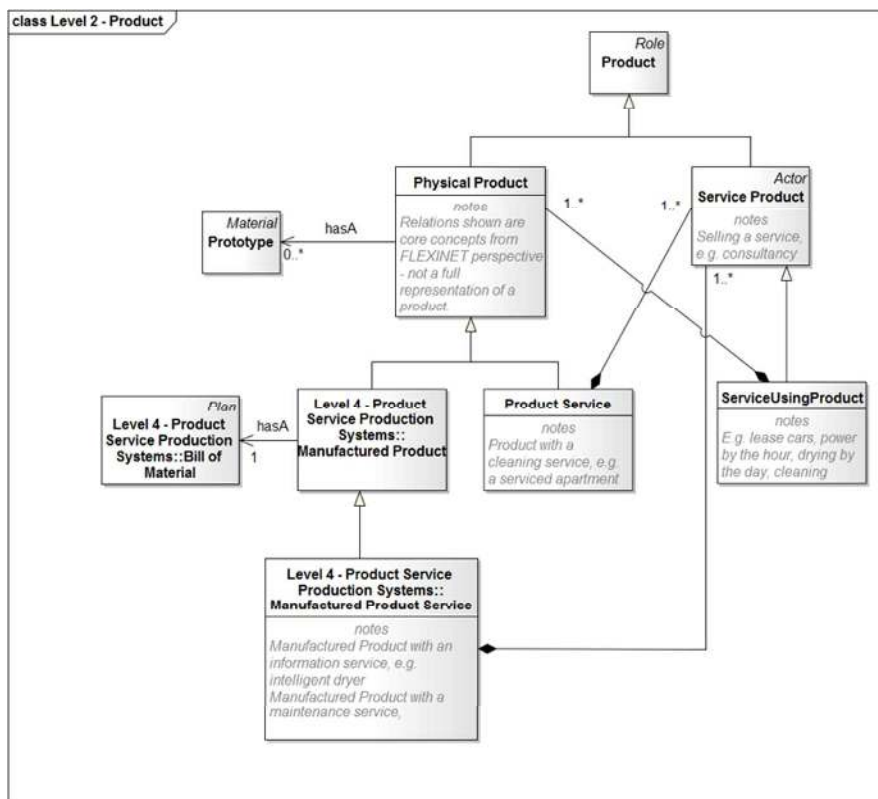 class Level 2 - Product
Role
Product
Physical Product
notes
Relations shown are
core concepts from
FLEXINET perspective
- not a full
representation of a
product.
1..*
1..*
Actor
Service Product
notes
Selling a service,
e.g. consultancy
1..*
Material
Prototype
hasA
0..*
Plan
Level 4 - Product
Service Production
Systems::Bill of
Material
hasA
1
Level 4 - Product
Service Production
Systems::
Manufactured Product
Product Service
notes
Product with a
cleaning service, e.g.
a serviced apartment
ServiceUsingProduct
notes
E.g. lease cars, power
by the hour, drying by
the day, cleaning
Level 4 - Product Service
Production Systems::
Manufactured Product Service
notes
Manufactured Product with an
information service, e.g.
intelligent dryer
Manufactured Product with a
maintenance service,